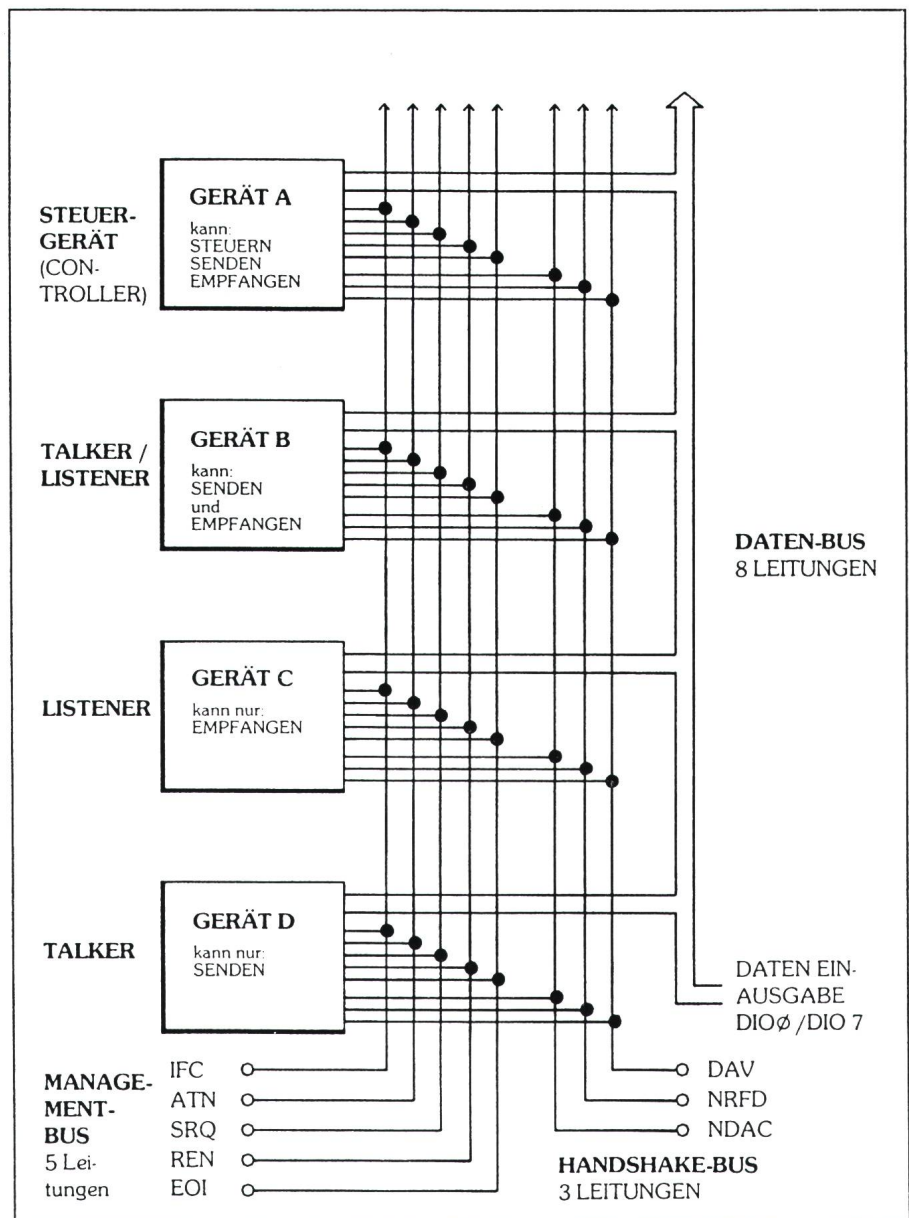 STEUER-
GERÄT
(CON-
TROLLER)
GERÄT A
kann:
STEUERN
SENDEN
EMPFANGEN
TALKER /
LISTENER
GERÄT B
kann:
SENDEN
und
EMPFANGEN
DATEN-BUS
8 LEITUNGEN
LISTENER
GERÄT C
kann nur:
EMPFANGEN
TALKER
GERÄT D
kann nur:
SENDEN
DATEN EIN-
AUSGABE
DIOØ/DIO 7
MANAGE-
MENT-
BUS
5 Lei-
tungen
IFC
ATN
SRQ
REN
EOI
DAV
NRFD
NDAC
HANDSHAKE-BUS
3 LEITUNGEN